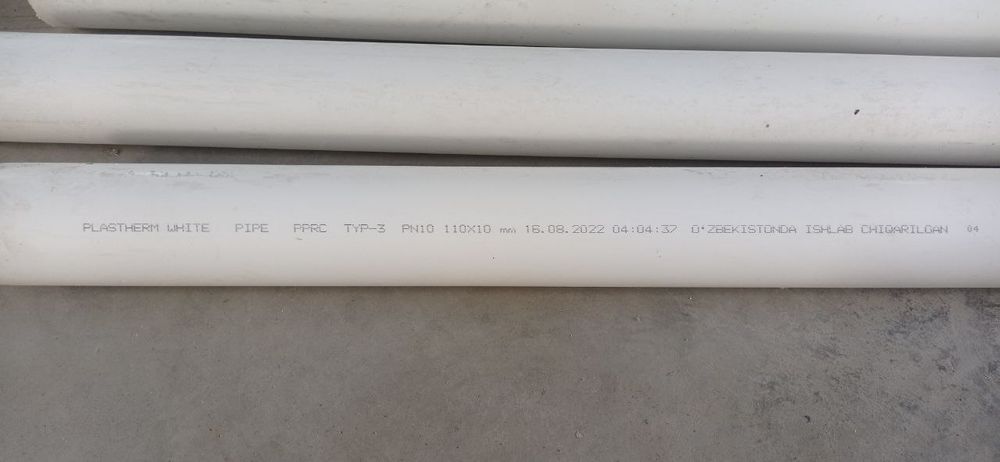 PLASTHERM WHITE PIPE PPRC TYP-3 PN10 110X10 mm 16.08.2022 04:04:37 O'ZBEKISTONDA ISHLAB CHIQARILGAN 04